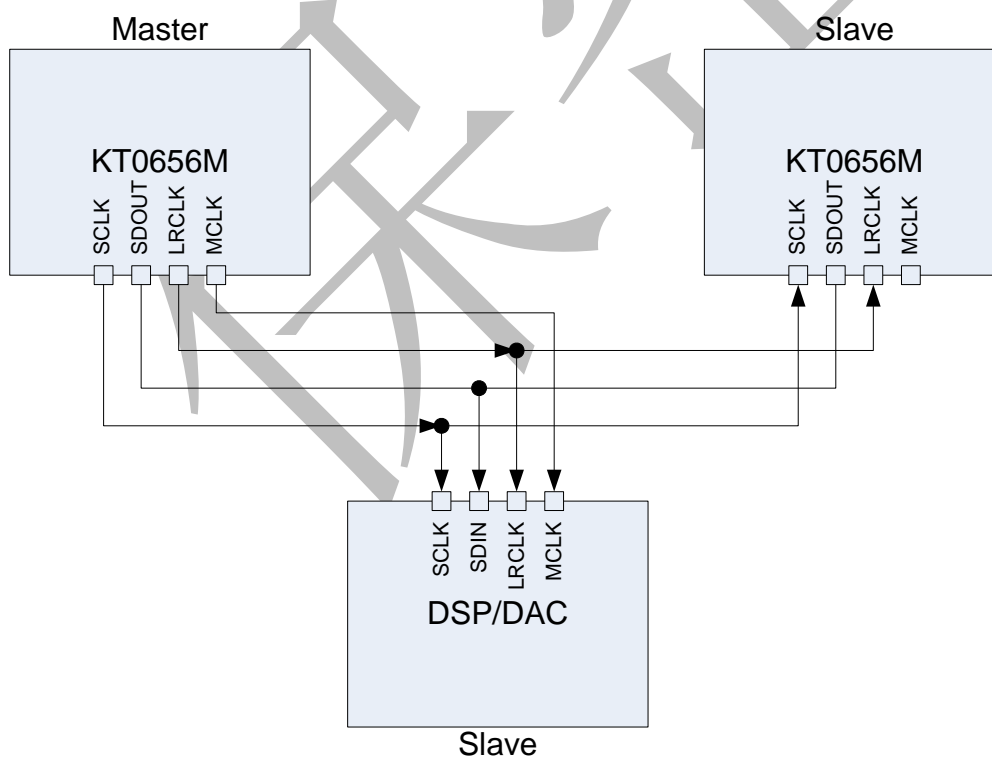 Master
Slave
KT0656M
KT0656M
SCLK
SDOUT
LRCLK
MCLK
SCLK
SDOUT
LRCLK
MCLK
SCLK
SDIN
LRCLK
MCLK
DSP/DAC
Slave